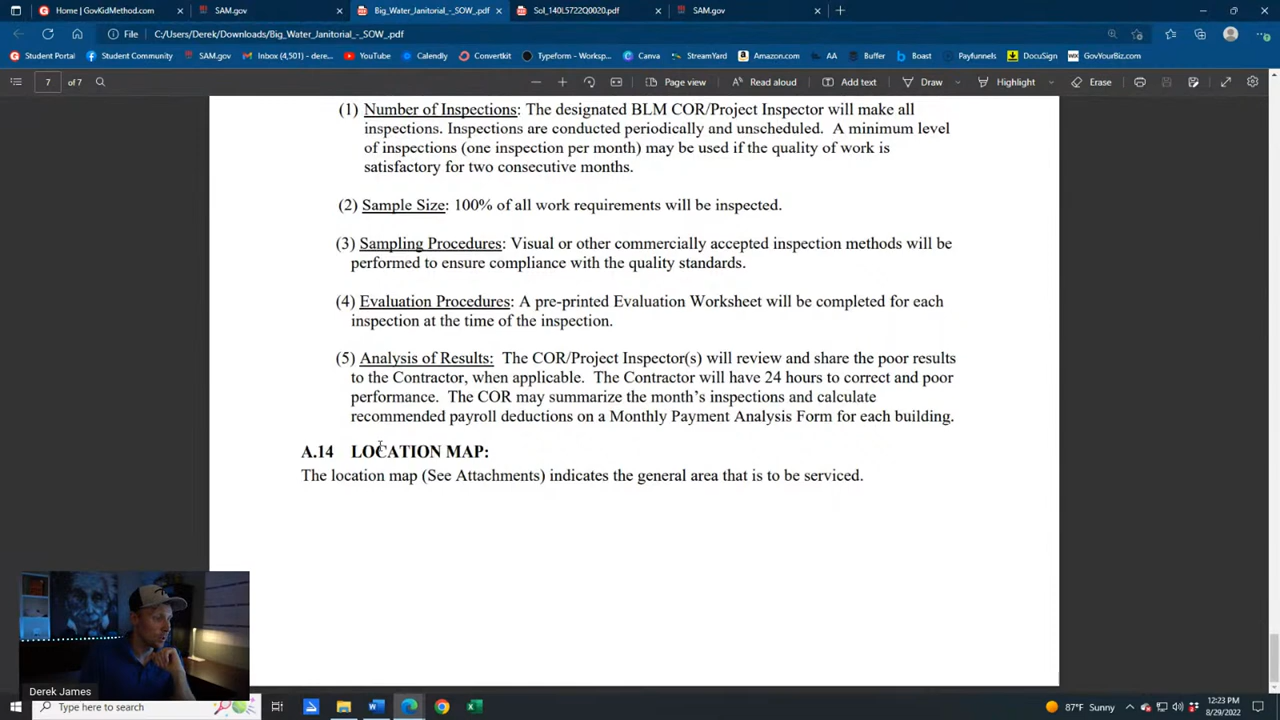 Home | GovKidMethod.com
SAM.gov
Big_Water_Janitorial_-_SOW_.pdf
Sol_140L5722Q0020.pdf
SAM.gov
File C:/Users/Derek/Downloads/Big_Water_Janitorial_-_SOW_.pdf
Student Portal
Student Community
SAM.gov
Inbox (4,501) - dere...
YouTube
Calendly
Convertkit
Typeform - Worksp...
Canva
StreamYard
Amazon.com
AA
Buffer
Boast
Payfunnels
DocuSign
GovYourBiz.com
7 of 7
Page view
Read aloud
Add text
Draw
Highlight
Erase
(1) Number of Inspections: The designated BLM COR/Project Inspector will make all
inspections. Inspections are conducted periodically and unscheduled. A minimum level
of inspections (one inspection per month) may be used if the quality of work is
satisfactory for two consecutive months.
(2) Sample Size: 100% of all work requirements will be inspected.
(3) Sampling Procedures: Visual or other commercially accepted inspection methods will be
performed to ensure compliance with the quality standards.
(4) Evaluation Procedures: A pre-printed Evaluation Worksheet will be completed for each
inspection at the time of the inspection.
(5) Analysis of Results: The COR/Project Inspector(s) will review and share the poor results
to the Contractor, when applicable. The Contractor will have 24 hours to correct and poor
performance. The COR may summarize the month's inspections and calculate
recommended payroll deductions on a Monthly Payment Analysis Form for each building.
A.14 LOCATION MAP:
The location map (See Attachments) indicates the general area that is to be serviced.
Derek James
Type here to search
87°F Sunny
12:23 PM
8/29/2022